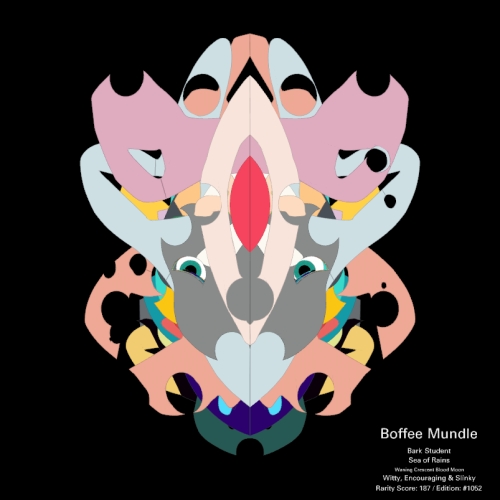 Boffee Mundle
Bark Student
Sea of Rains
Waning Crescent Blood Moon
Witty, Encouraging & Slinky
Rarity Score: 187 / Edition: #1052